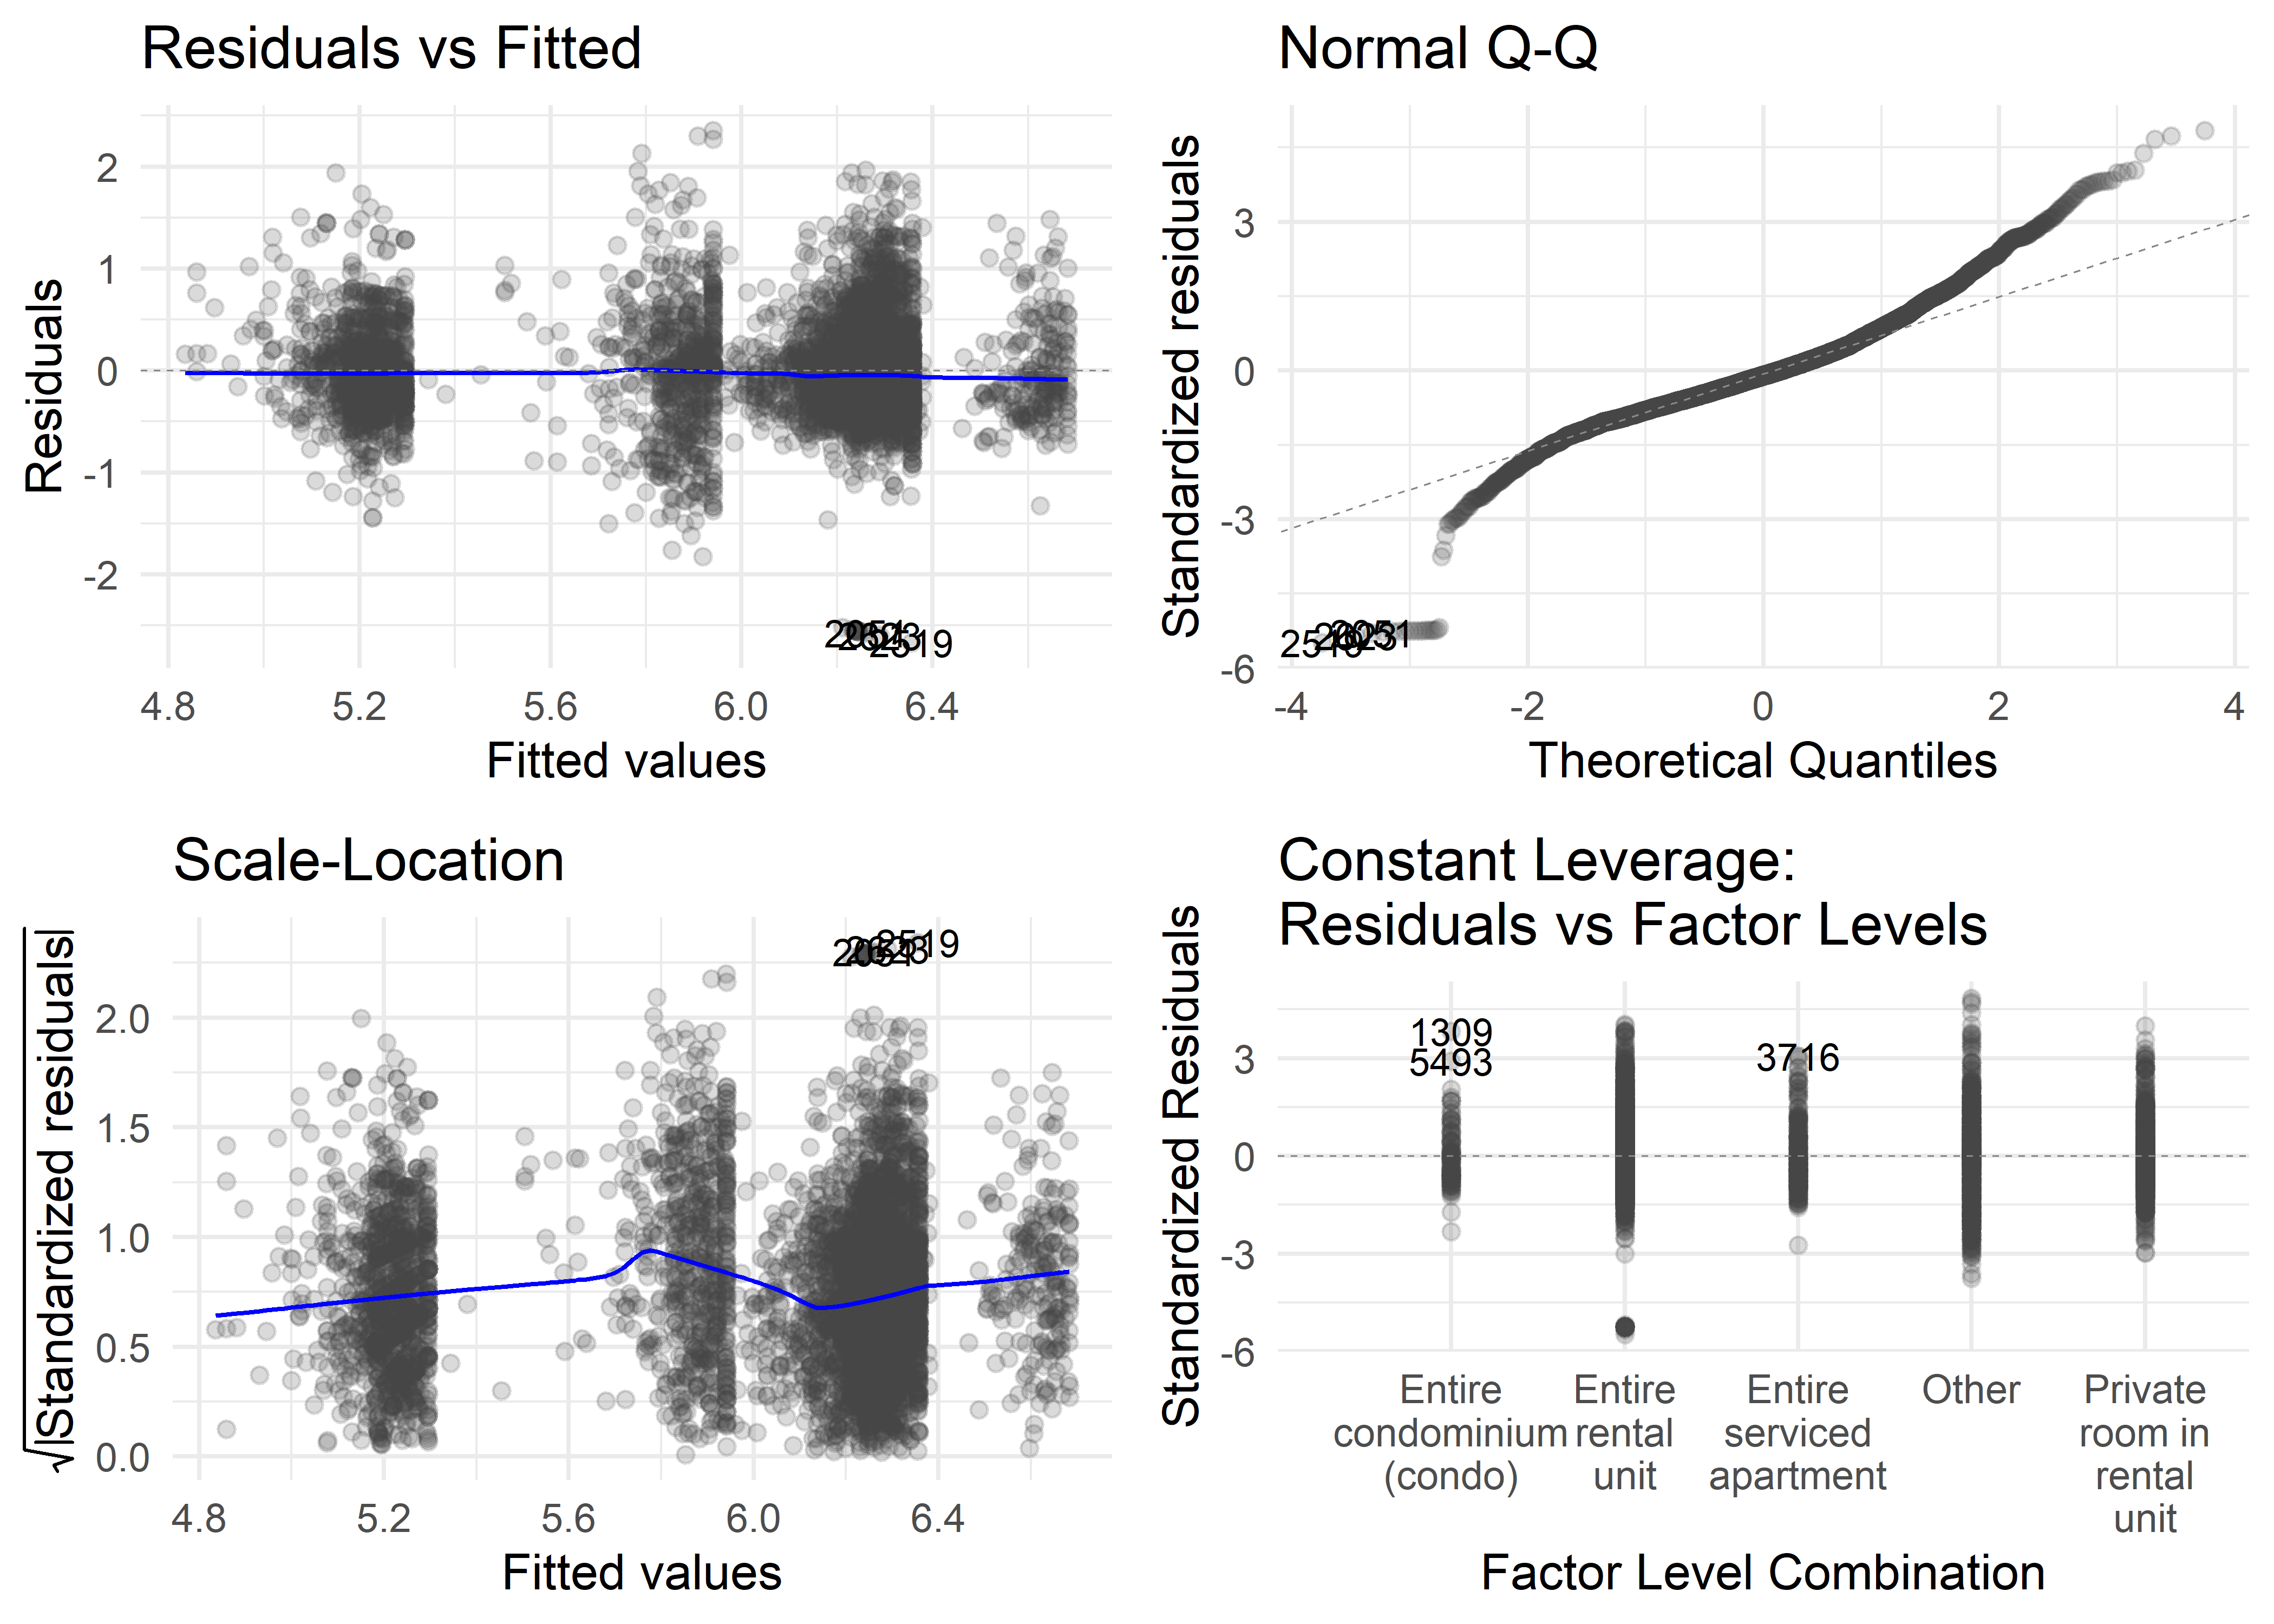 Residuals vs Fitted
Residuals
2
1
0
-1
-2
2519
4.8 5.2 5.6 6.0 6.4
Fitted values
Normal Q-Q
Standardized residuals
3
0
-3
-6
2519
-4 -2 0 2 4
Theoretical Quantiles
Scale-Location
√|Standardized residuals|
2.0
1.5
1.0
0.5
0.0
2519
4.8 5.2 5.6 6.0 6.4
Fitted values
Constant Leverage:
Residuals vs Factor Levels
Standardized Residuals
3
0
-3
-6
1309
5493
3716
Entire
condominium
(condo)
Entire
rental
unit
Entire
serviced
apartment
Other
Private
room in
rental
unit
Factor Level Combination